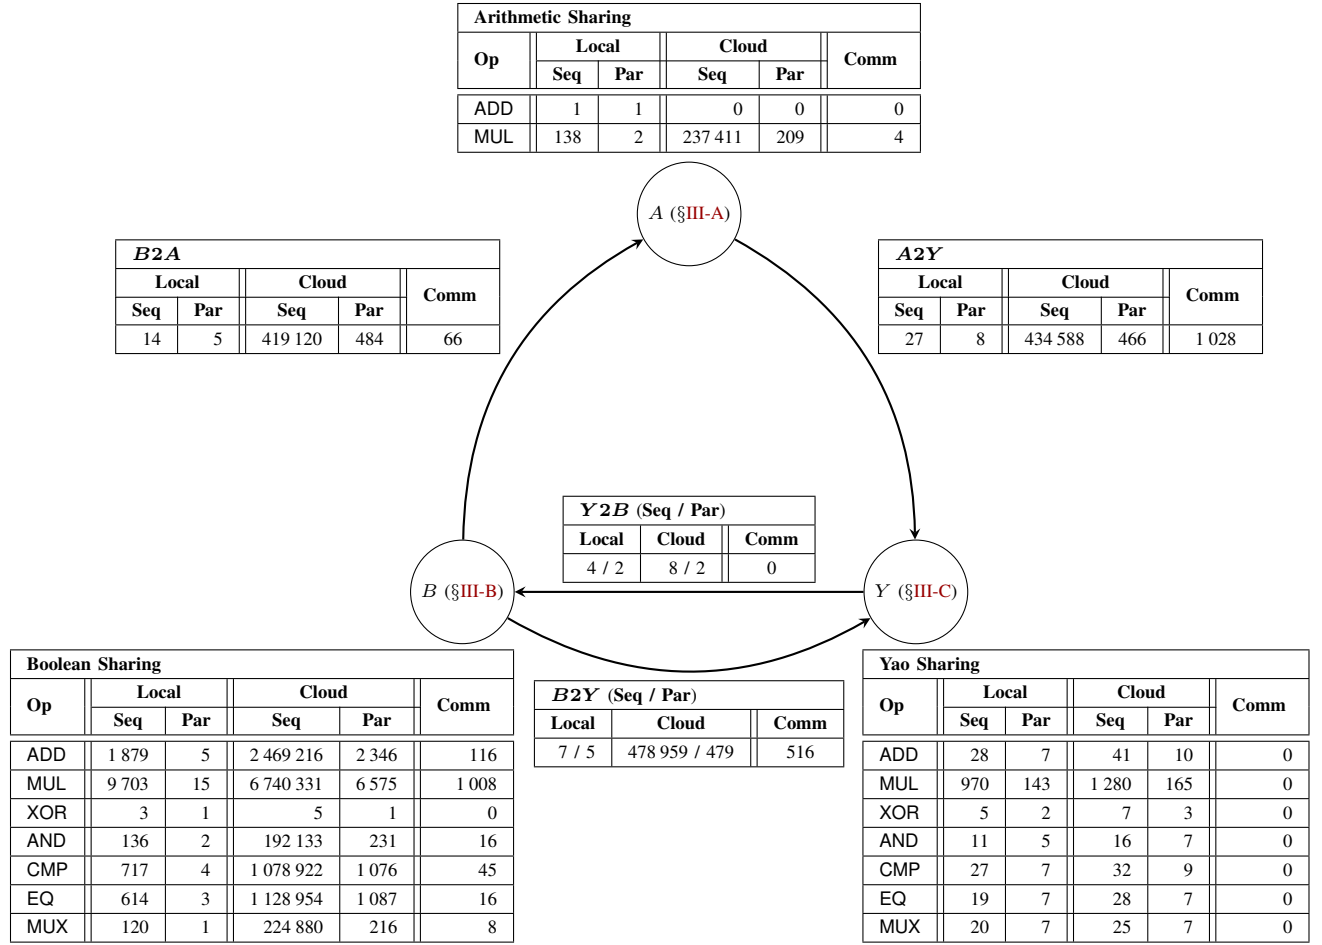 Arithmetic Sharing
Op Local Cloud Comm
Seq Par Seq Par
ADD 1 1 0 0 0
MUL 138 2 237 411 209 4
A (§III-A)
B2A
Local Cloud Comm
Seq Par Seq Par
14 5 419 120 484 66
A2Y
Local Cloud Comm
Seq Par Seq Par
27 8 434 588 466 1 028
Y2B (Seq / Par)
Local Cloud Comm
4 / 2 8 / 2 0
B (§III-B)
Y (§III-C)
Boolean Sharing
Op Local Cloud Comm
Seq Par Seq Par
ADD 1 879 5 2 469 216 2 346 116
MUL 9 703 15 6 740 331 6 575 1 008
XOR 3 1 5 1 0
AND 136 2 192 133 231 16
CMP 717 4 1 078 922 1 076 45
EQ 614 3 1 128 954 1 087 16
MUX 120 1 224 880 216 8
B2Y (Seq / Par)
Local Cloud Comm
7 / 5 478 959 / 479 516
Yao Sharing
Op Local Cloud Comm
Seq Par Seq Par
ADD 28 7 41 10 0
MUL 970 143 1 280 165 0
XOR 5 2 7 3 0
AND 11 5 16 7 0
CMP 27 7 32 9 0
EQ 19 7 28 7 0
MUX 20 7 25 7 0